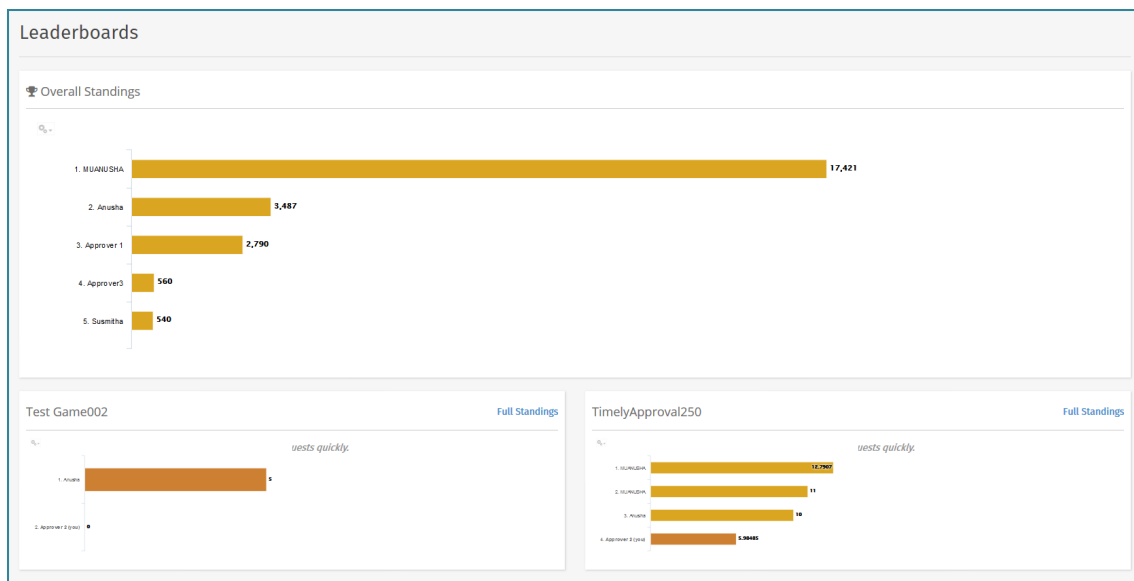 Leaderboards
Overall Standings
1. MUANUSHA 17,421
2. Anusha 3,487
3. Approver 1 2,790
4. Approver3 560
5. Susmitha 540
Test Game002 Full Standings
uests quickly.
1. Anusha 5
2. Approver 2 (you) 0
TimelyApproval250 Full Standings
uests quickly.
1. MUANUSHA 12.7907
2. MUANUSHA 11
3. Anusha 10
4. Approver 2 (you) 5.98485